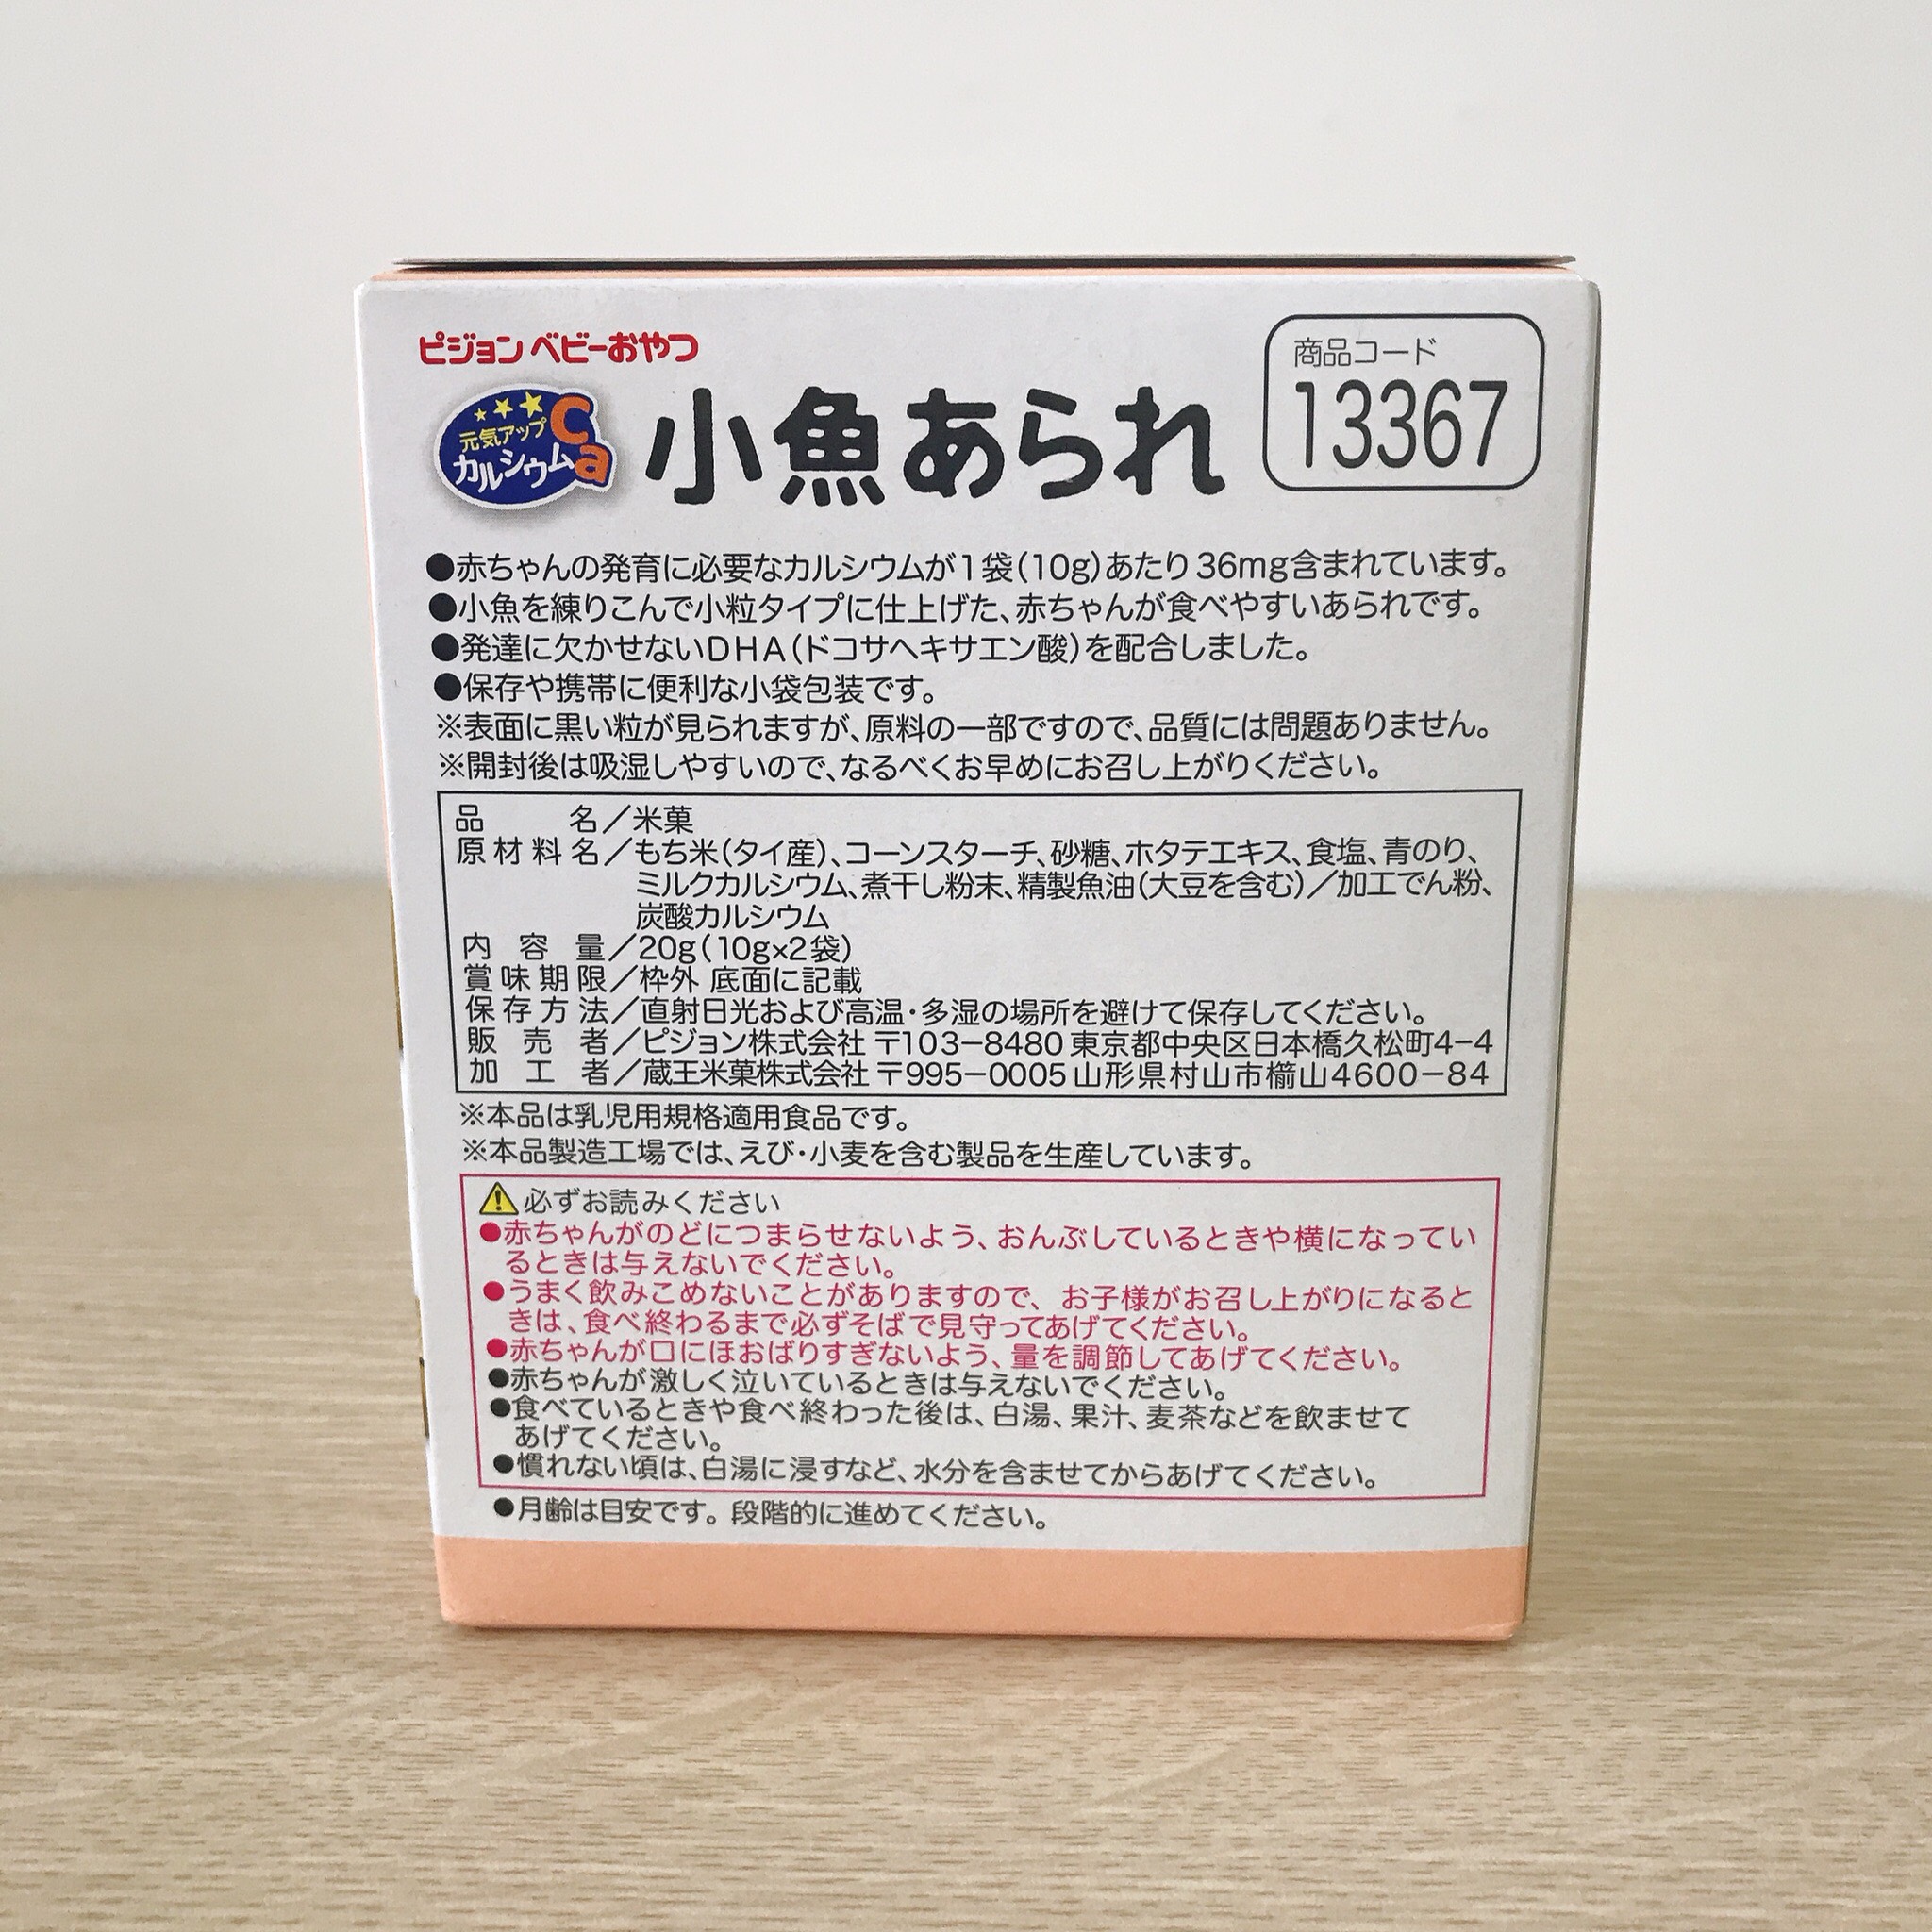 ピジョン ベビーおやつ
元気アップ
カルシウム
Ca
小魚あられ
商品コード
13367
●赤ちゃんの発育に必要なカルシウムが1袋(10g)あたり36mg含まれています。
●小魚を練りこんで小粒タイプに仕上げた、赤ちゃんが食べやすいあられです。
●発達に欠かせないDHA(ドコサヘキサエン酸)を配合しました。
●保存や携帯に便利な小袋包装です。
※表面に黒い粒が見られますが、原料の一部ですので、品質には問題ありません。
※開封後は吸湿しやすいので、なるべくお早めにお召し上がりください。
品名/米菓
原材料名/もち米(タイ産)、コーンスターチ、砂糖、ホタテエキス、食塩、青のり、
ミルクカルシウム、煮干し粉末、精製魚油(大豆を含む)/加工でん粉、
炭酸カルシウム
内容量/20g(10g×2袋)
賞味期限/枠外 底面に記載
保存方法/直射日光および高温・多湿の場所を避けて保存してください。
販売者/ピジョン株式会社 〒103-8480 東京都中央区日本橋久松町4-4
加工者/蔵王米菓株式会社 〒995-0005 山形県村山市櫤山4600-84
※本品は乳児用規格適用食品です。
※本品製造工場では、えび・小麦を含む製品を生産しています。
必ずお読みください
●赤ちゃんがのどにつまらせないよう、おんぶしているときや横になってい
るときは与えないでください。
●うまく飲みこめないことがありますので、お子様がお召し上がりになると
きは、食べ終わるまで必ずそばで見守ってあげてください。
●赤ちゃんが口にほおばりすぎないよう、量を調節してあげてください。
●赤ちゃんが激しく泣いているときは与えないでください。
●食べているときや食べ終わった後は、白湯、果汁、麦茶などを飲ませて
あげてください。
●慣れない頃は、白湯に浸すなど、水分を含ませてからあげてください。
●月齢は目安です。段階的に進めてください。